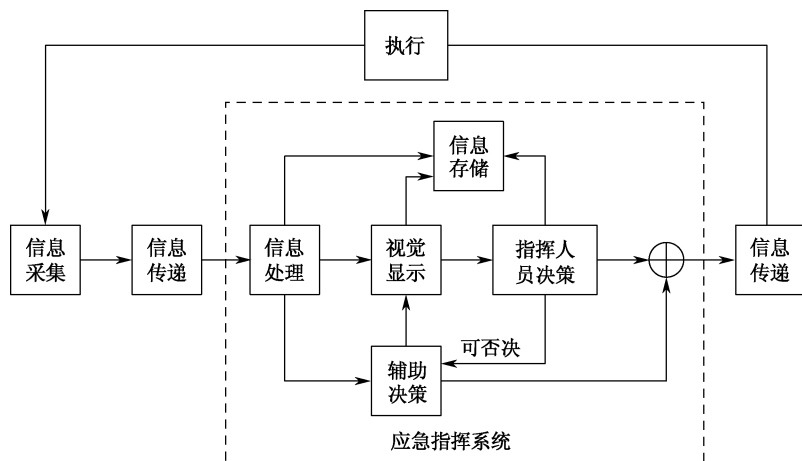 执行
信息
存储
信息
采集
信息
传递
信息
处理
视觉
显示
指挥人
员决策
信息
传递
可否决
辅助
决策
应急指挥系统